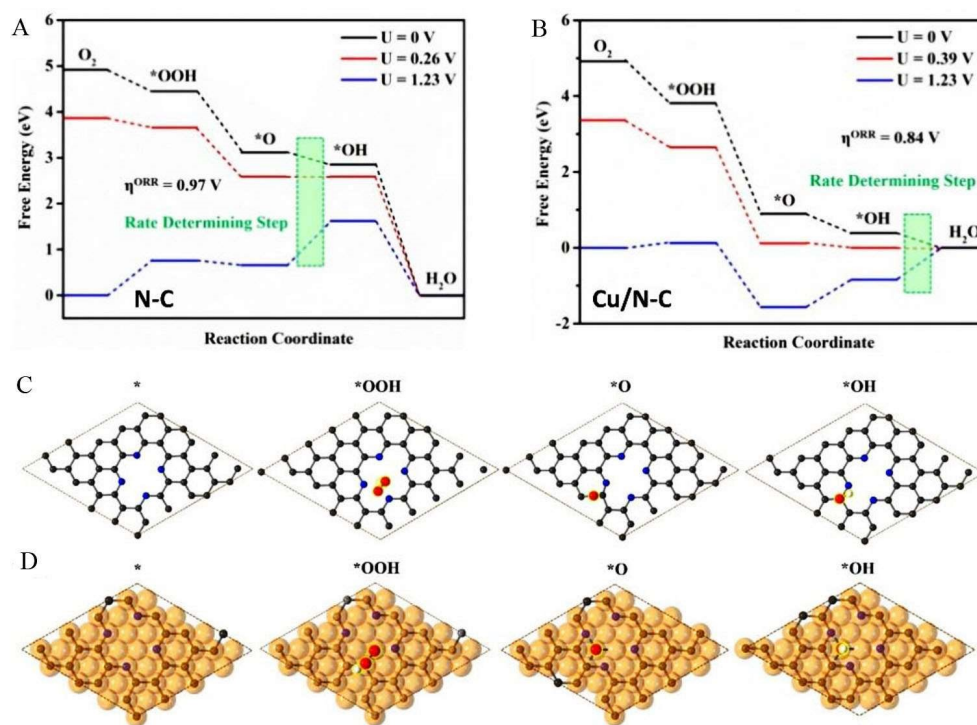 A
6
5
4
3
2
1
0
Free Energy (eV)
O₂
*OOH
*O
*OH
H₂O
U = 0 V
U = 0.26 V
U = 1.23 V
η^ORR = 0.97 V
Rate Determining Step
N-C
Reaction Coordinate
B
6
4
2
0
-2
Free Energy (eV)
O₂
*OOH
*O
*OH
H₂O
U = 0 V
U = 0.39 V
U = 1.23 V
η^ORR = 0.84 V
Rate Determining Step
Cu/N-C
Reaction Coordinate
C
* *OOH *O *OH
D
* *OOH *O *OH